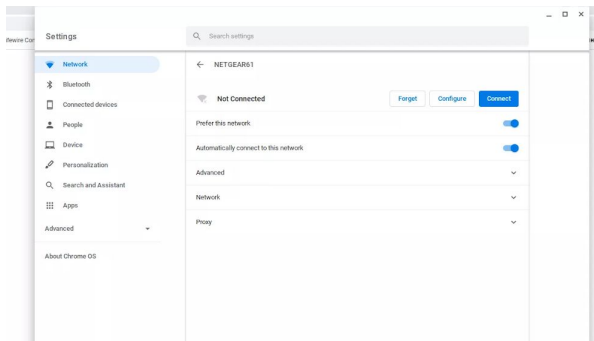 Settings
Search settings
Network
Bluetooth
Connected devices
People
Device
Personalization
Search and Assistant
Apps
Advanced
About Chrome OS
NETGEAR61
Not Connected
Forget
Configure
Connect
Prefer this network
Automatically connect to this network
Advanced
Network
Proxy